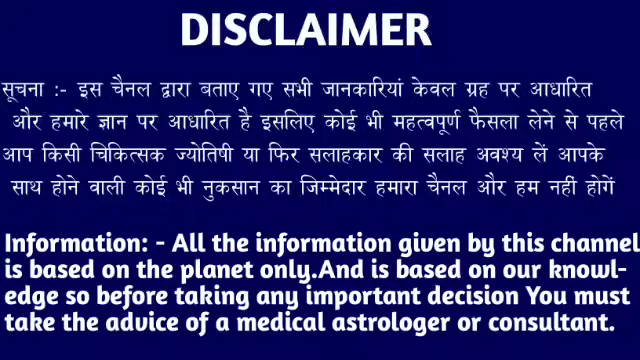 DISCLAIMER
सूचना :- इस चैनल द्वारा बताए गए सभी जानकारियां केवल ग्रह पर आधारित
और हमारे ज्ञान पर आधारित है इसलिए कोई भी महत्वपूर्ण फैसला लेने से पहले
आप किसी चिकित्सक ज्योतिषी या फिर सलाहकार की सलाह अवश्य लें आपके
साथ होने वाली कोई भी नुकसान का जिम्मेदार हमारा चैनल और हम नहीं होगें
Information: - All the information given by this channel
is based on the planet only.And is based on our knowl-
edge so before taking any important decision You must
take the advice of a medical astrologer or consultant.